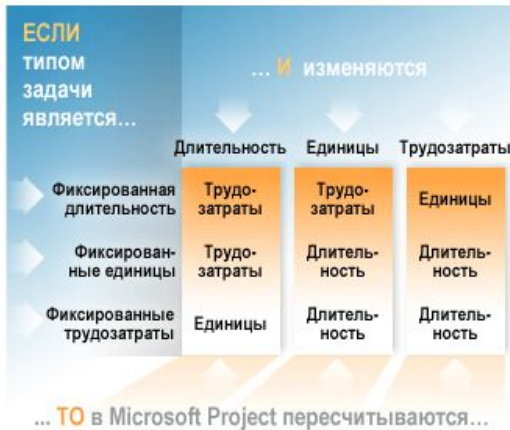 ЕСЛИ
типом
задачи
является...
... И изменяются
Длительность Единицы Трудозатраты
Фиксированная
длительность
Трудо-
затраты
Трудо-
затраты
Единицы
Фиксирован-
ные единицы
Трудо-
затраты
Длитель-
ность
Длитель-
ность
Фиксированные
трудозатраты
Единицы
Длитель-
ность
Длитель-
ность
... ТО в Microsoft Project пересчитываются...